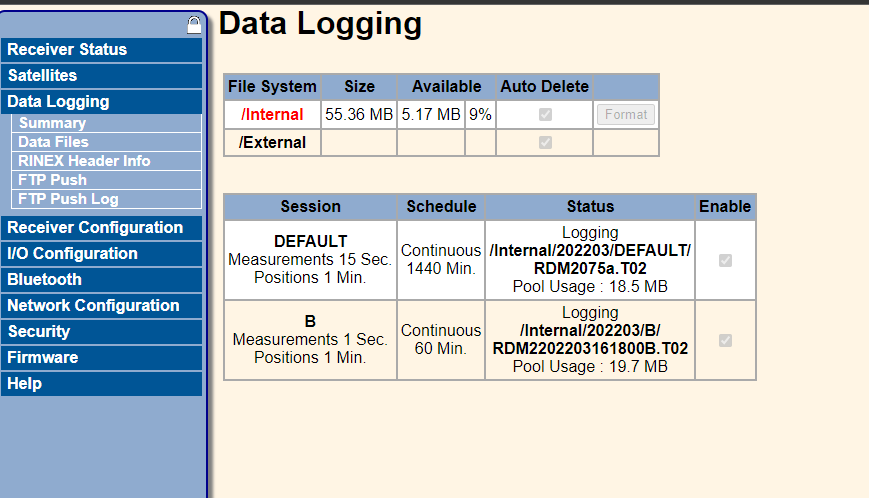 Data Logging
Receiver Status
Satellites
Data Logging
Summary
Data Files
RINEX Header Info
FTP Push
FTP Push Log
Receiver Configuration
I/O Configuration
Bluetooth
Network Configuration
Security
Firmware
Help
File System Size Available Auto Delete
/Internal 55.36 MB 5.17 MB 9% Format
/External
Session Schedule Status Enable
DEFAULT
Measurements 15 Sec.
Positions 1 Min.
Continuous
1440 Min.
Logging
/Internal/202203/DEFAULT/
RDM2075a.T02
Pool Usage : 18.5 MB
B
Measurements 1 Sec.
Positions 1 Min.
Continuous
60 Min.
Logging
/Internal/202203/B/
RDM2202203161800B.T02
Pool Usage : 19.7 MB